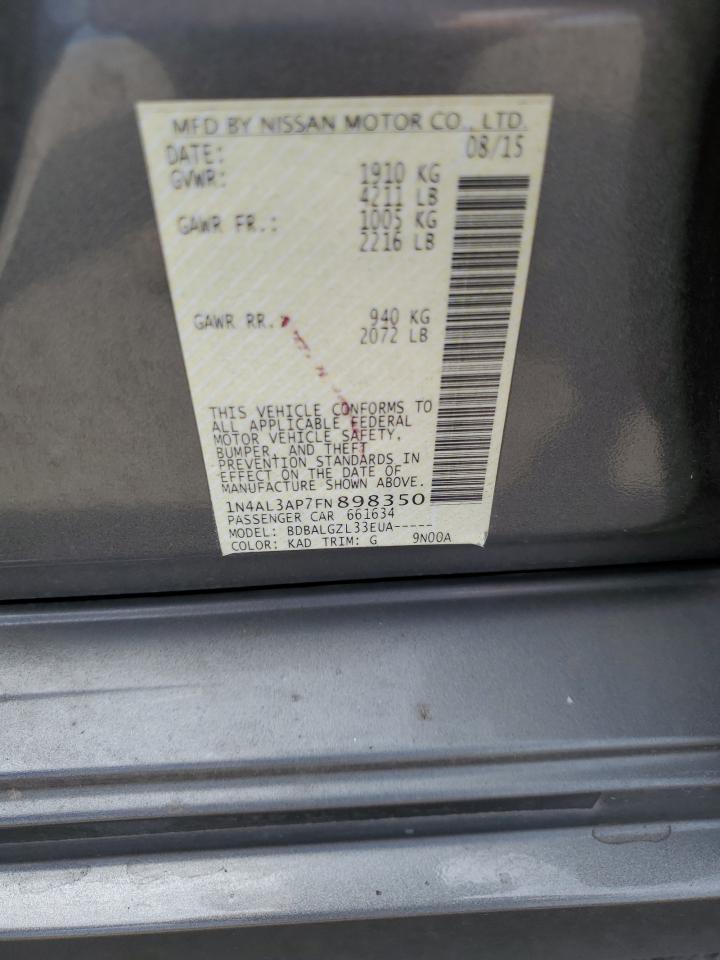 MFD BY NISSAN MOTOR CO., LTD.
DATE: 08/15
GVWR: 1910 KG
4211 LB
GAWR FR.: 1005 KG
2216 LB
GAWR RR. 940 KG
2072 LB
THIS VEHICLE CONFORMS TO
ALL APPLICABLE FEDERAL
MOTOR VEHICLE SAFETY,
BUMPER, AND THEFT
PREVENTION STANDARDS IN
EFFECT ON THE DATE OF
MANUFACTURE SHOWN ABOVE.
1N4AL3AP7FN898350
PASSENGER CAR 661634
MODEL: BDBALGZL33EUA-----
COLOR: KAD TRIM: G 9N00A